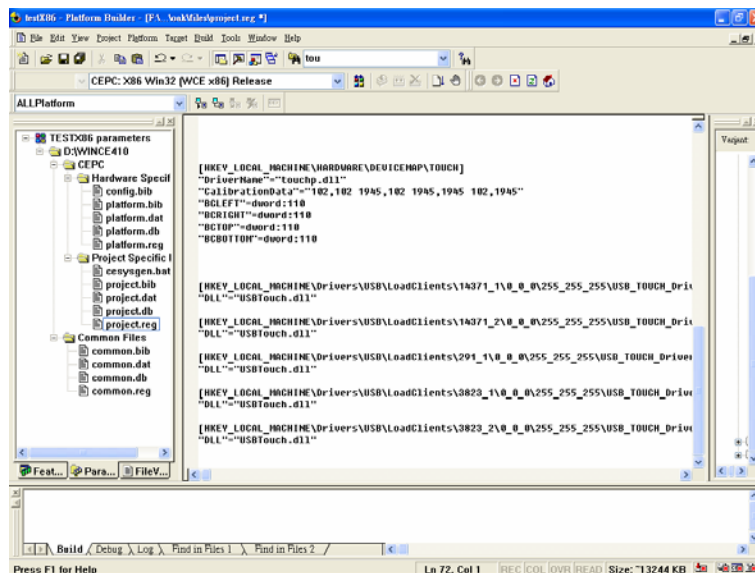 testX86 - Platform Builder - [F:\...\oak\files\project.reg *]
File Edit View Project Platform Target Build Tools Window Help
tou
CEPC: X86 Win32 (WCE x86) Release
ALLPlatform
TESTX86 parameters
D:\WINCE410
CEPC
Hardware Specif
config.bib
platform.bib
platform.dat
platform.db
platform.reg
Project Specific I
cesysgen.bat
project.bib
project.dat
project.db
project.reg
Common Files
common.bib
common.dat
common.db
common.reg
Feat... Para... FileV...
[HKEY_LOCAL_MACHINE\HARDWARE\DEVICEMAP\TOUCH]
"DriverName"="touchp.dll"
"CalibrationData"="102,102 1945,102 1945,1945 102,1945"
"BCLEFT"=dword:110
"BCRIGHT"=dword:110
"BCTOP"=dword:110
"BCBOTTOM"=dword:110
[HKEY_LOCAL_MACHINE\Drivers\USB\LoadClients\14371_1\0_0_0\255_255_255\USB_TOUCH_Driv
"DLL"="USBTouch.dll"
[HKEY_LOCAL_MACHINE\Drivers\USB\LoadClients\14371_2\0_0_0\255_255_255\USB_TOUCH_Driv
"DLL"="USBTouch.dll"
[HKEY_LOCAL_MACHINE\Drivers\USB\LoadClients\291_1\0_0_0\255_255_255\USB_TOUCH_Driver
"DLL"="USBTouch.dll"
[HKEY_LOCAL_MACHINE\Drivers\USB\LoadClients\3823_1\0_0_0\255_255_255\USB_TOUCH_Drive
"DLL"="USBTouch.dll"
[HKEY_LOCAL_MACHINE\Drivers\USB\LoadClients\3823_2\0_0_0\255_255_255\USB_TOUCH_Drive
"DLL"="USBTouch.dll"
Variant:
Build Debug Log Find in Files 1 Find in Files 2
Press F1 for Help
Ln 72, Col 1 REC COL OVR READ Size: ~13244 KB